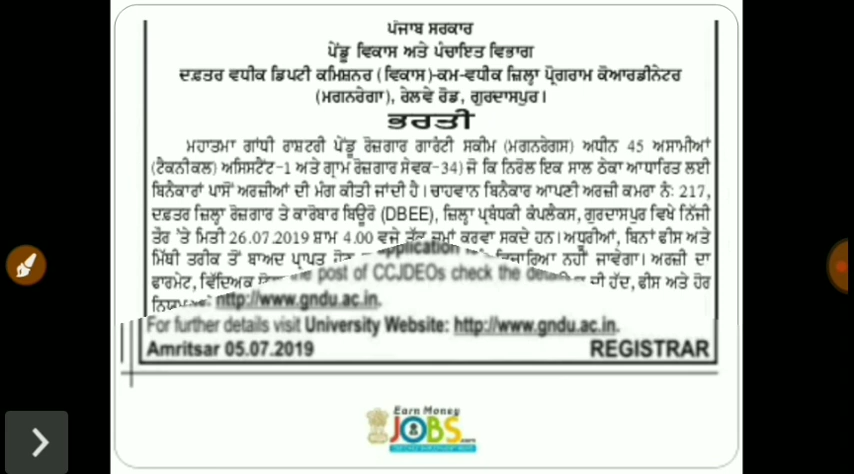 ਪੰਜਾਬ ਸਰਕਾਰ
ਪੇਂਡੂ ਵਿਕਾਸ ਅਤੇ ਪੰਚਾਇਤ ਵਿਭਾਗ
ਦਫ਼ਤਰ ਵਧੀਕ ਡਿਪਟੀ ਕਮਿਸ਼ਨਰ (ਵਿਕਾਸ)-ਕਮ-ਵਧੀਕ ਜ਼ਿਲ੍ਹਾ ਪ੍ਰੋਗਰਾਮ ਕੋਆਰਡੀਨੇਟਰ
(ਮਗਨਰੇਗਾ), ਰੇਲਵੇ ਰੋਡ, ਗੁਰਦਾਸਪੁਰ।
ਭਰਤੀ
ਮਹਾਤਮਾ ਗਾਂਧੀ ਰਾਸ਼ਟਰੀ ਪੇਂਡੂ ਰੋਜ਼ਗਾਰ ਗਾਰੰਟੀ ਸਕੀਮ (ਮਗਨਰੇਗਸ) ਅਧੀਨ 45 ਅਸਾਮੀਆਂ
(ਟੈਕਨੀਕਲ) ਅਸਿਸਟੈਂਟ-1 ਅਤੇ ਗ੍ਰਾਮ ਰੋਜ਼ਗਾਰ ਸੇਵਕ-34) ਜੋ ਕਿ ਨਿਰੋਲ ਇਕ ਸਾਲ ਠੇਕਾ ਆਧਾਰਿਤ ਲਈ
ਬਿਨੈਕਾਰਾਂ ਪਾਸੋਂ ਅਰਜ਼ੀਆਂ ਦੀ ਮੰਗ ਕੀਤੀ ਜਾਂਦੀ ਹੈ। ਚਾਹਵਾਨ ਬਿਨੈਕਾਰ ਆਪਣੀ ਅਰਜ਼ੀ ਕਮਰਾ ਨੰ: 217,
ਦਫ਼ਤਰ ਜ਼ਿਲ੍ਹਾ ਰੋਜ਼ਗਾਰ ਤੇ ਕਾਰੋਬਾਰ ਬਿਊਰੋ (DBEE), ਜ਼ਿਲ੍ਹਾ ਪ੍ਰਬੰਧਕੀ ਕੰਪਲੈਕਸ, ਗੁਰਦਾਸਪੁਰ ਵਿਖੇ ਨਿੱਜੀ
ਤੌਰ 'ਤੇ ਮਿਤੀ 26.07.2019 ਸ਼ਾਮ 4.00 ਵਜੇ ਤੱਕ ਜਮਾਂ ਕਰਵਾ ਸਕਦੇ ਹਨ। ਅਧੂਰੀਆਂ, ਬਿਨਾਂ ਫੀਸ ਅਤੇ
ਮਿੱਥੀ ਤਰੀਕ ਤੋਂ ਬਾਅਦ ਪ੍ਰਾਪਤ application ਵਿਚਾਰਿਆ ਨਹੀਂ ਜਾਵੇਗਾ। ਅਰਜ਼ੀ ਦਾ
ਫਾਰਮੇਟ, ਵਿੱਦਿਅਕ post of CCJDEOs check the ਦੀ ਹੱਦ, ਫੀਸ ਅਤੇ ਹੋਰ
http://www.gndu.ac.in.
For further details visit University Website: http://www.gndu.ac.in.
Amritsar 05.07.2019 REGISTRAR
Earn Money
JOBS.com